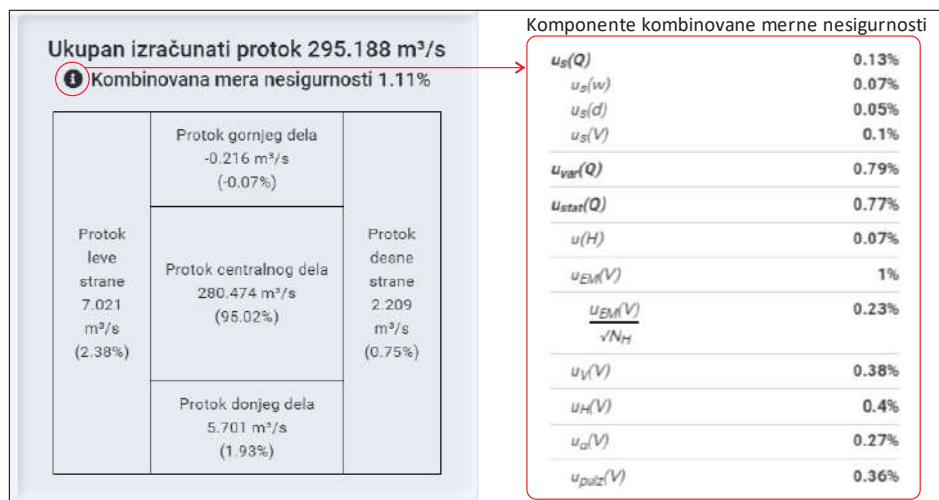 Komponente kombinovane merne nesigurnosti
Ukupan izračunati protok 295.188 m³/s
Kombinovana mera nesigurnosti 1.11%
Protok
leve
strane
7.021
m³/s
(2.38%)
Protok gornjeg dela
-0.216 m³/s
(-0.07%)
Protok centralnog dela
280.474 m³/s
(95.02%)
Protok donjeg dela
5.701 m³/s
(1.93%)
Protok
desne
strane
2.209
m³/s
(0.75%)
us(Q) 0.13%
us(w) 0.07%
us(d) 0.05%
us(V) 0.1%
uvar(Q) 0.79%
ustat(Q) 0.77%
u(H) 0.07%
uEM(V) 1%
uEM(V) 0.23%
√NH
uV(V) 0.38%
uH(V) 0.4%
uα(V) 0.27%
upulz(V) 0.36%